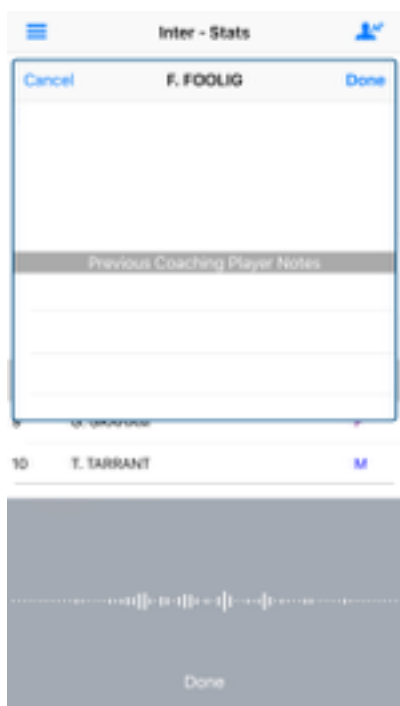 Inter - Stats
Cancel F. FOOLIG Done
Previous Coaching Player Notes
10 T. TARRANT M
Done